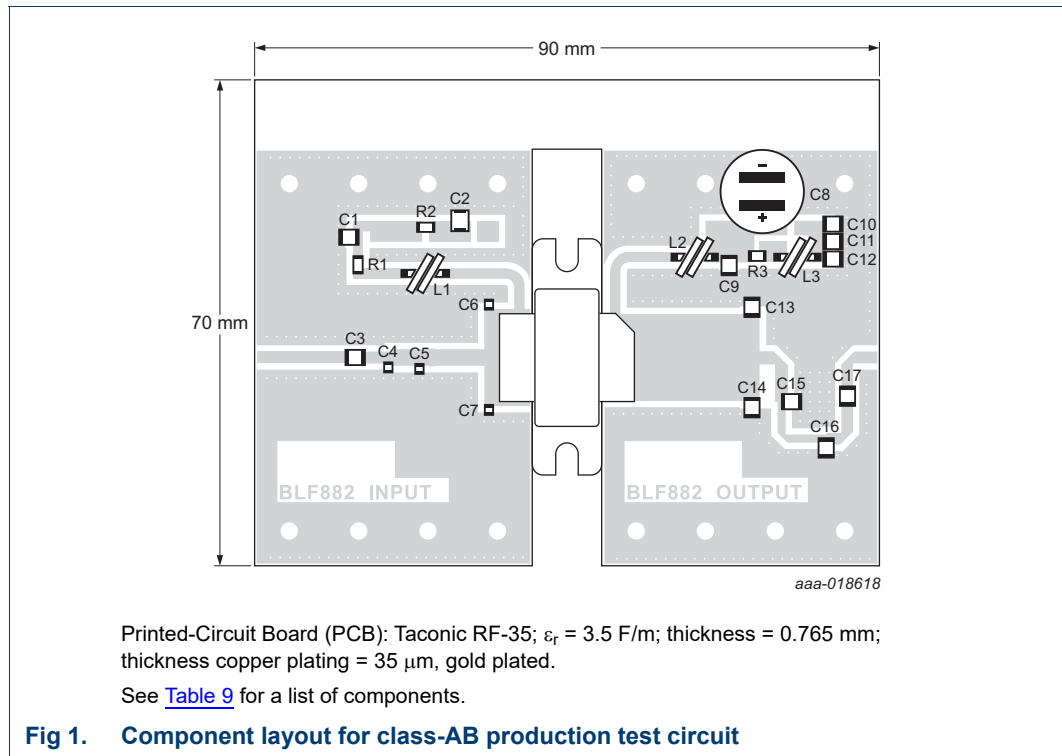 90 mm
70 mm
C1
R2
C2
R1
L1
C6
C3
C4
C5
C7
-
+
C8
L2
C9
R3
L3
C10
C11
C12
C13
C14
C15
C17
C16
BLF882 INPUT
BLF882 OUTPUT
aaa-018618
Printed-Circuit Board (PCB): Taconic RF-35; εr = 3.5 F/m; thickness = 0.765 mm;
thickness copper plating = 35 μm, gold plated.
See Table 9 for a list of components.
Fig 1. Component layout for class-AB production test circuit